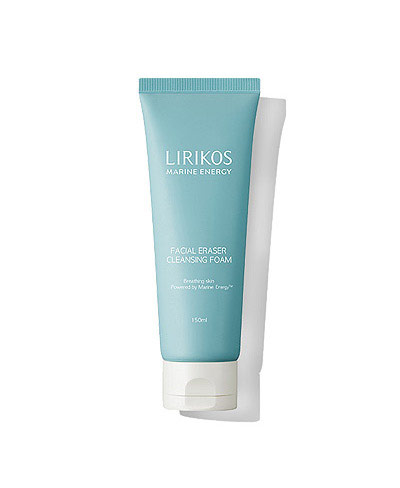 LIRIKOS
MARINE ENERGY
FACIAL ERASER
CLEANSING FOAM
Breathing skin
Powered by Marine Energy™
150ml